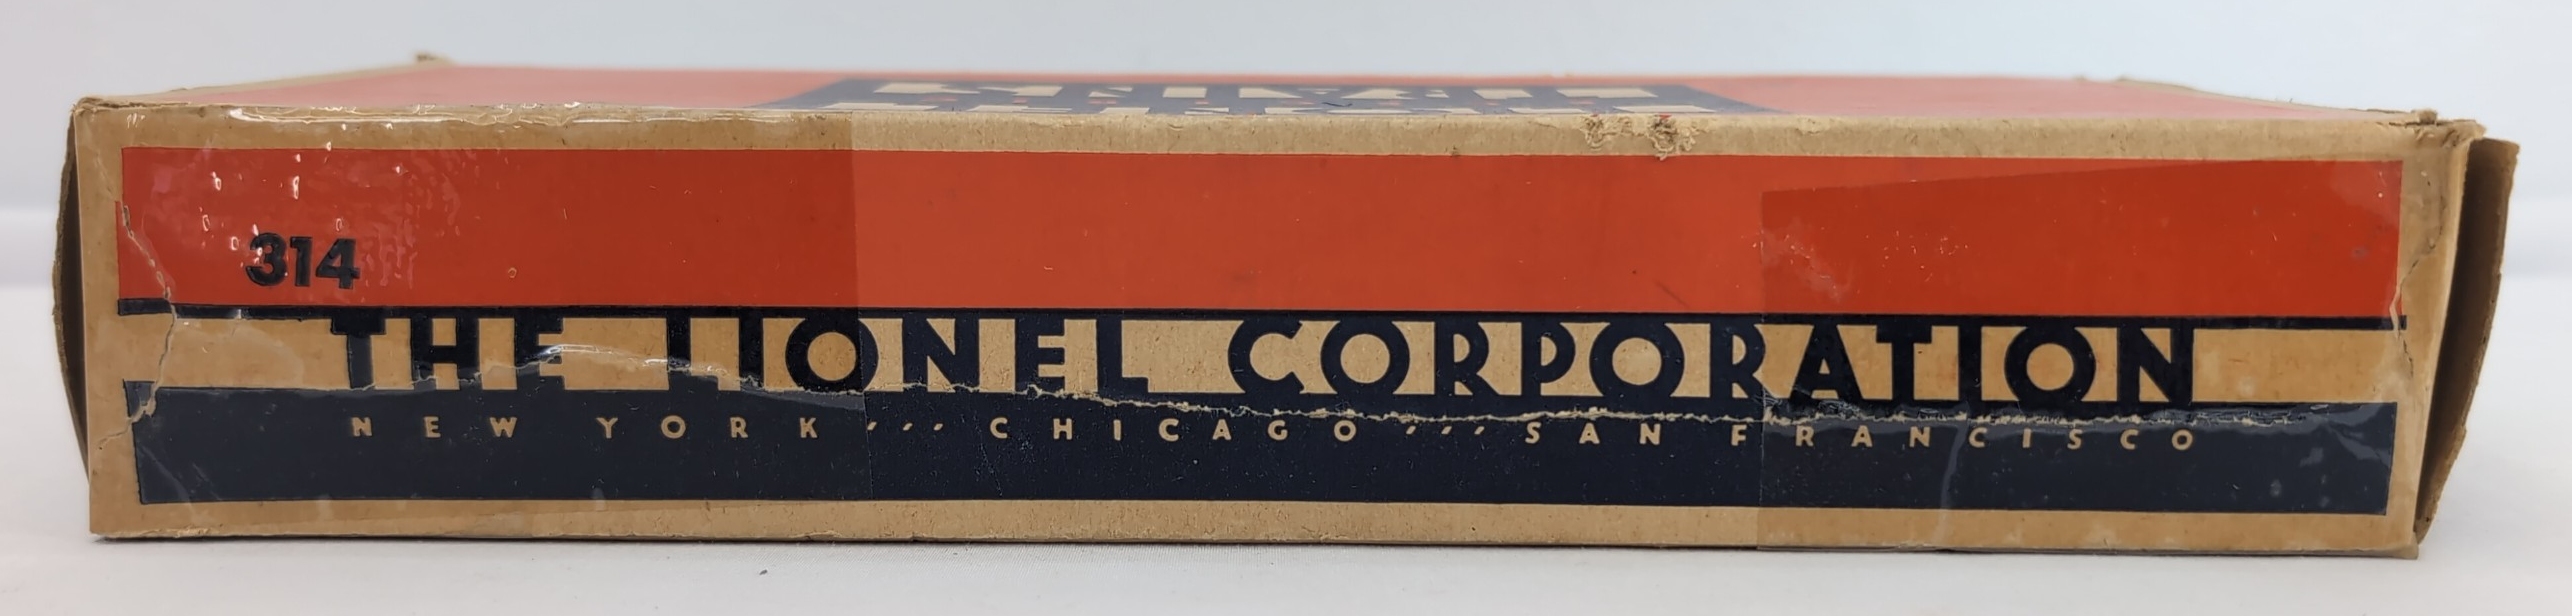 314
THE LIONEL CORPORATION
NEW YORK ,,, CHICAGO ,,, SAN FRANCISCO